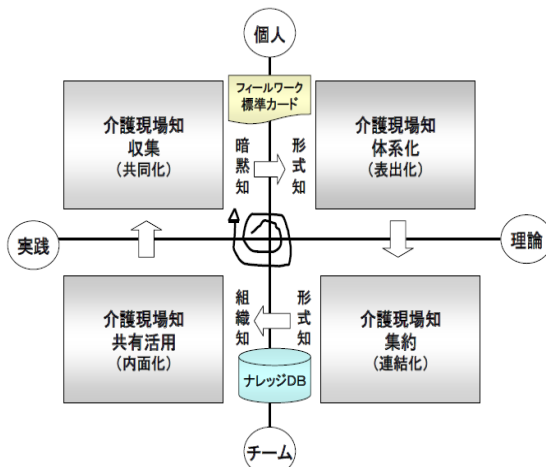 個人
フィールワーク
標準カード
介護現場知
収集
(共同化)
暗黙知
形式知
介護現場知
体系化
(表出化)
実践
理論
介護現場知
共有活用
(内面化)
組織知
形式知
介護現場知
集約
(連結化)
ナレッジDB
チーム